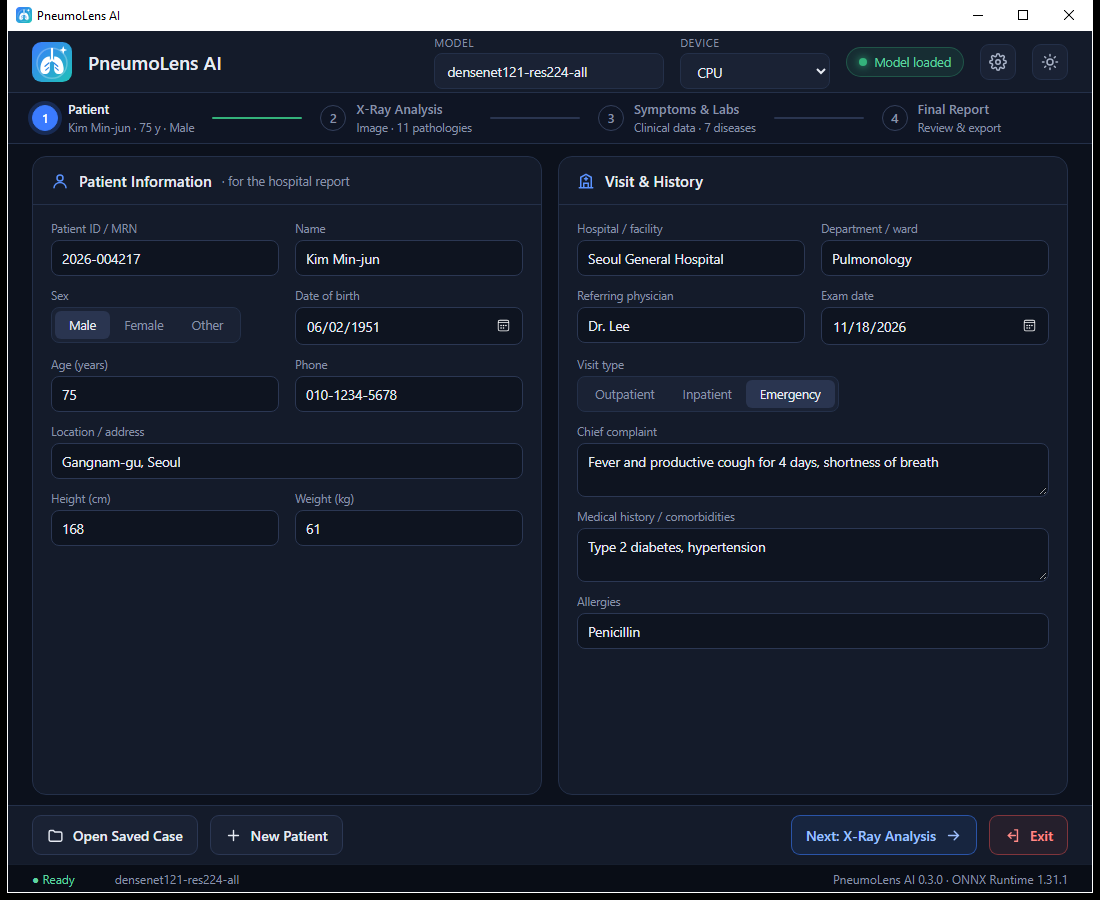 PneumoLens AI
PneumoLens AI
MODEL
densenet121-res224-all
DEVICE
CPU
Model loaded
1
Patient
Kim Min-jun · 75 y · Male
2
X-Ray Analysis
Image · 11 pathologies
3
Symptoms & Labs
Clinical data · 7 diseases
4
Final Report
Review & export
Patient Information · for the hospital report
Patient ID / MRN
2026-004217
Name
Kim Min-jun
Sex
Male Female Other
Date of birth
06/02/1951
Age (years)
75
Phone
010-1234-5678
Location / address
Gangnam-gu, Seoul
Height (cm)
168
Weight (kg)
61
Visit & History
Hospital / facility
Seoul General Hospital
Department / ward
Pulmonology
Referring physician
Dr. Lee
Exam date
11/18/2026
Visit type
Outpatient Inpatient Emergency
Chief complaint
Fever and productive cough for 4 days, shortness of breath
Medical history / comorbidities
Type 2 diabetes, hypertension
Allergies
Penicillin
Open Saved Case
New Patient
Next: X-Ray Analysis
Exit
Ready
densenet121-res224-all
PneumoLens AI 0.3.0 · ONNX Runtime 1.31.1